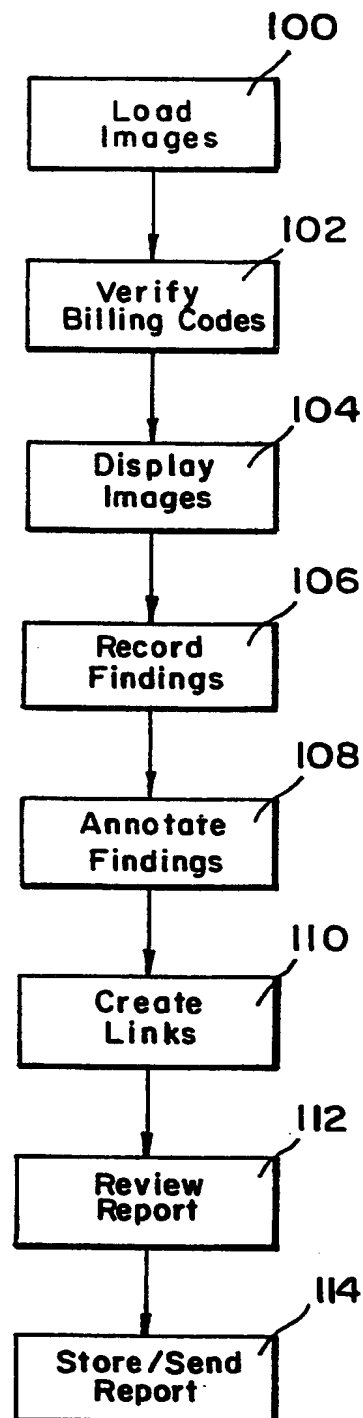 100
Load
Images
102
Verify
Billing Codes
104
Display
Images
106
Record
Findings
108
Annotate
Findings
110
Create
Links
112
Review
Report
114
Store/Send
Report